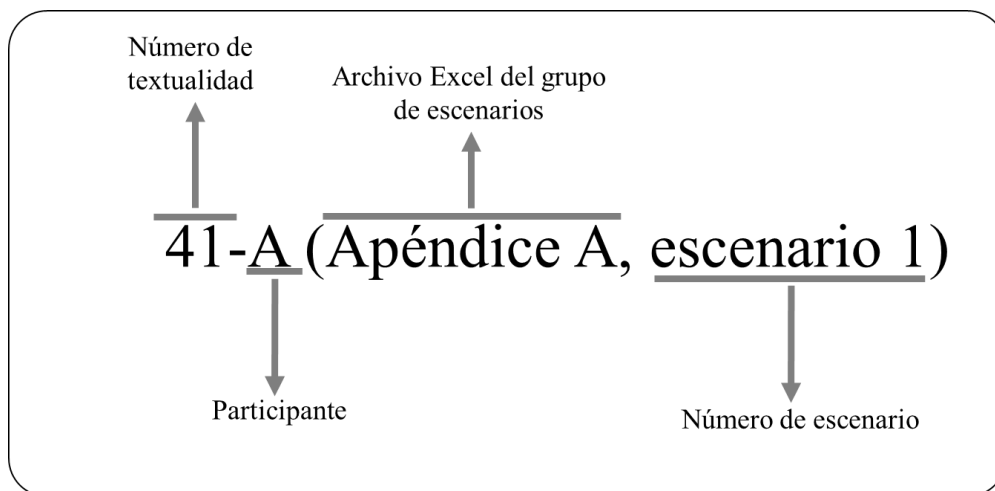 Número de
textualidad
Archivo Excel del grupo
de escenarios
41-A (Apéndice A, escenario 1)
Participante
Número de escenario